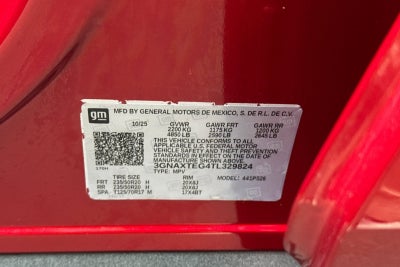 gm
MFD BY GENERAL MOTORS DE MEXICO, S. DE R.L. DE C.V.
10/25 GVWR GAWR FRT GAWR RR
2200 KG 1175 KG 1200 KG
4850 LB 2590 LB 2645 LB
THIS VEHICLE CONFORMS TO ALL
APPLICABLE U.S. FEDERAL MOTOR
VEHICLE SAFETY AND THEFT PREVENTION
STANDARDS IN EFFECT ON THE DATE OF
MANUFACTURE SHOWN ABOVE.
3GNAXTEG4TL329824
TYPE: MPV
TIRE SIZE RIM MODEL: 
FRT 235/50R20 H 20X8J
RR 235/50R20 H 20X8J
SPA T125/70R17 M 17X4BT